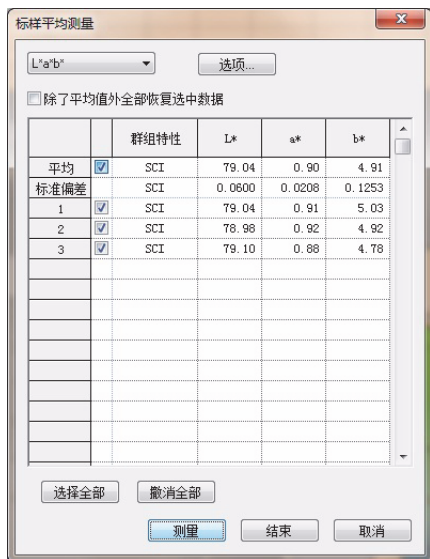 标样平均测量
L*a*b*
选项...
除了平均值外全部恢复选中数据
群组特性 L* a* b*
平均 SCI 79.04 0.90 4.91
标准偏差 SCI 0.0600 0.0208 0.1253
1 SCI 79.04 0.91 5.03
2 SCI 78.98 0.92 4.92
3 SCI 79.10 0.88 4.78
选择全部 撤消全部
测量 结束 取消